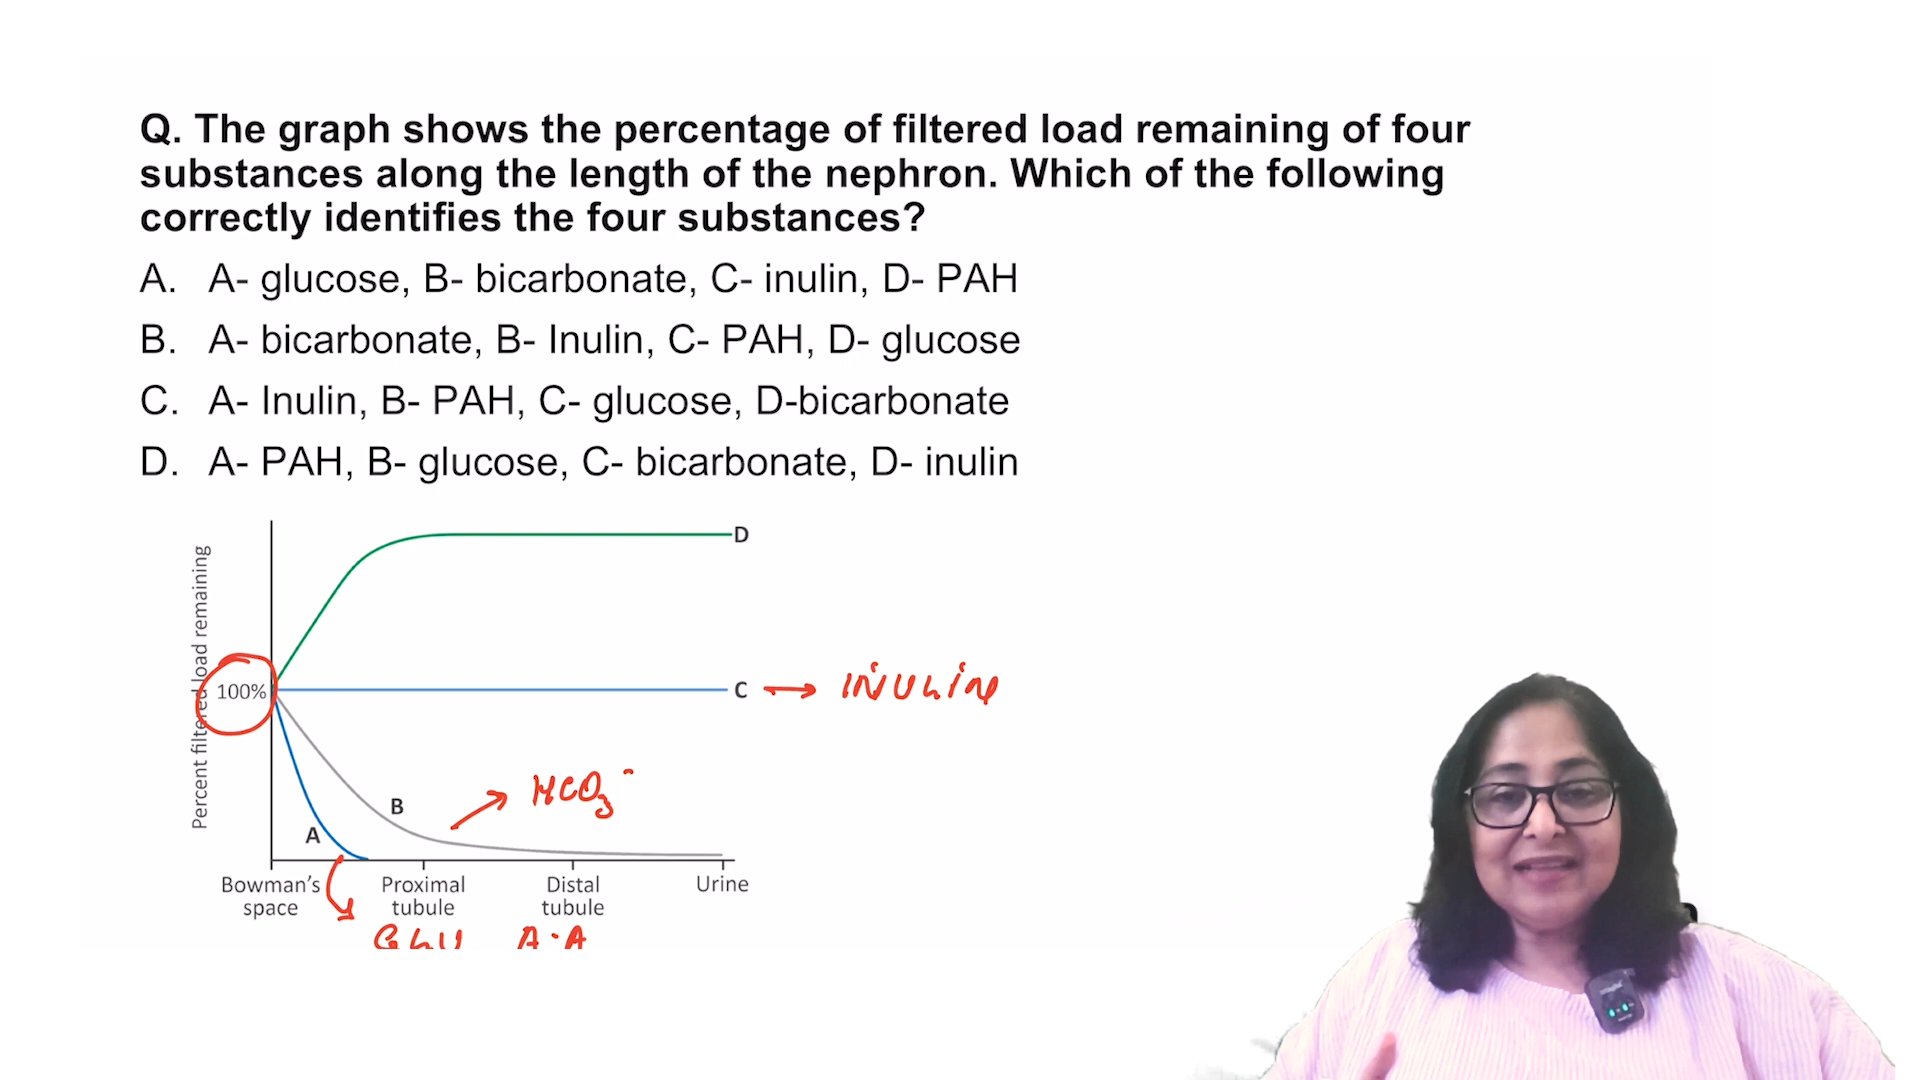 Q. The graph shows the percentage of filtered load remaining of four
substances along the length of the nephron. Which of the following
correctly identifies the four substances?
A. A- glucose, B- bicarbonate, C- inulin, D- PAH
B. A- bicarbonate, B- Inulin, C- PAH, D- glucose
C. A- Inulin, B- PAH, C- glucose, D-bicarbonate
D. A- PAH, B- glucose, C- bicarbonate, D- inulin
D
Percent filtered load remaining
100%
C → INULIN
HCO₃⁻
B
A
Bowman's
space
Proximal
tubule
Distal
tubule
Urine
GLU A·A